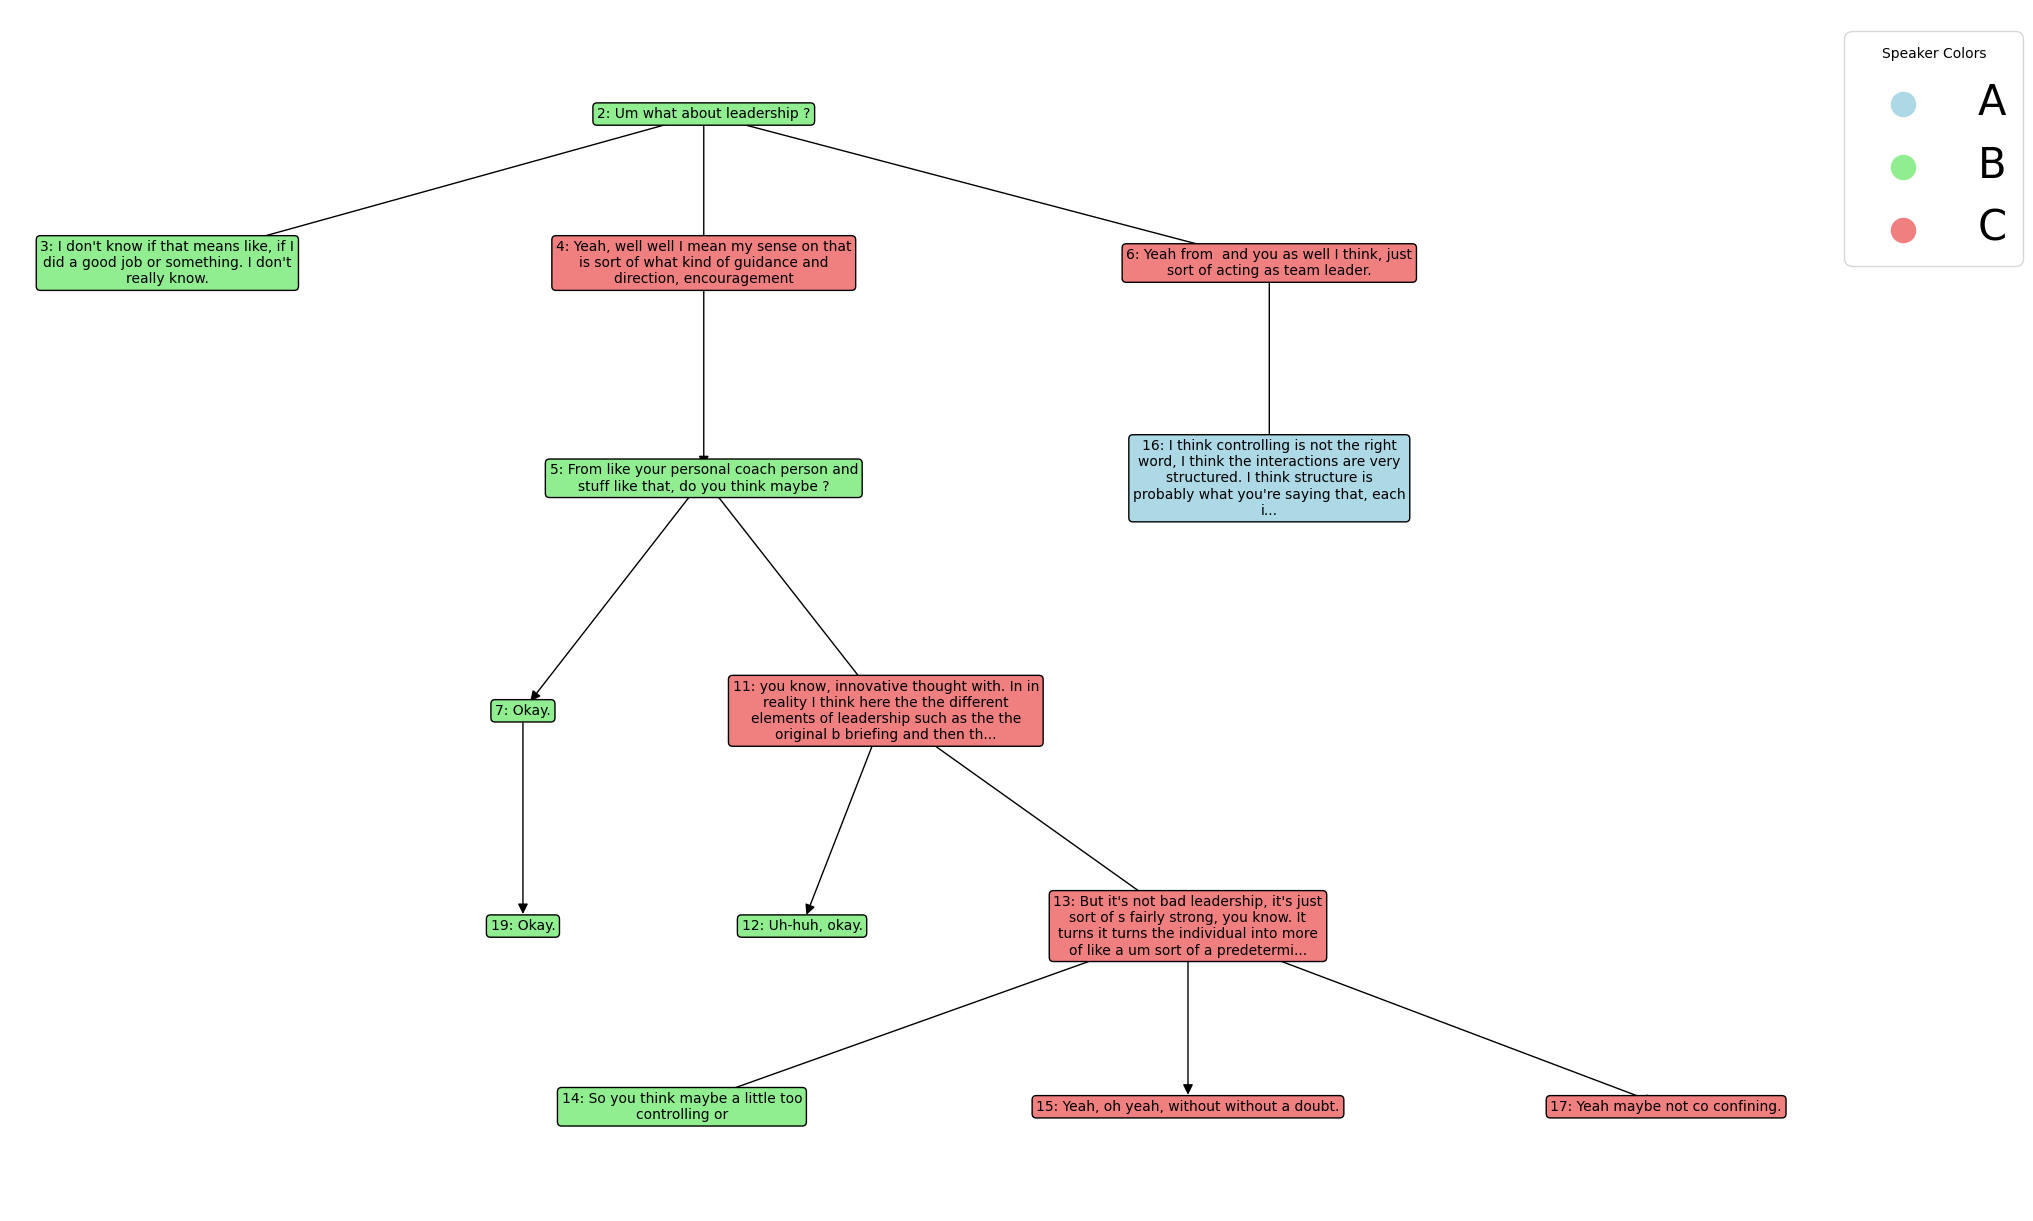 Speaker Colors
A
B
C
2: Um what about leadership ?
3: I don't know if that means like, if I
did a good job or something. I don't
really know.
4: Yeah, well well I mean my sense on that
is sort of what kind of guidance and
direction, encouragement
6: Yeah from  and you as well I think, just
sort of acting as team leader.
5: From like your personal coach person and
stuff like that, do you think maybe ?
16: I think controlling is not the right
word, I think the interactions are very
structured. I think structure is
probably what you're saying that, each
i...
7: Okay.
11: you know, innovative thought with. In in
reality I think here the the different
elements of leadership such as the the
original b briefing and then th...
19: Okay.
12: Uh-huh, okay.
13: But it's not bad leadership, it's just
sort of s fairly strong, you know. It
turns it turns the individual into more
of like a um sort of a predetermi...
14: So you think maybe a little too
controlling or
15: Yeah, oh yeah, without without a doubt.
17: Yeah maybe not co confining.